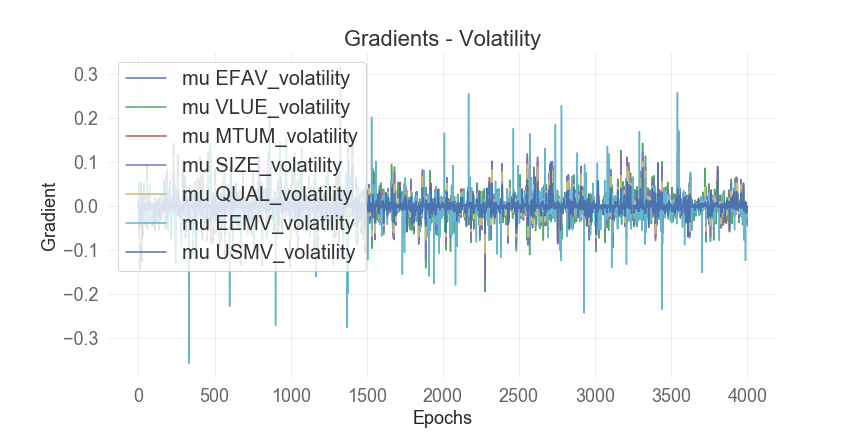 Gradients - Volatility
mu EFAV_volatility
mu VLUE_volatility
mu MTUM_volatility
mu SIZE_volatility
mu QUAL_volatility
mu EEMV_volatility
mu USMV_volatility
Gradient
0.3
0.2
0.1
0.0
−0.1
−0.2
−0.3
0 500 1000 1500 2000 2500 3000 3500 4000
Epochs